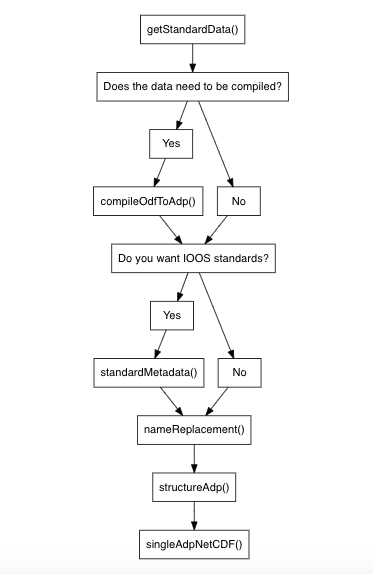 getStandardData()
Does the data need to be compiled?
Yes
compileOdfToAdp()
No
Do you want IOOS standards?
Yes
standardMetadata()
No
nameReplacement()
structureAdp()
singleAdpNetCDF()